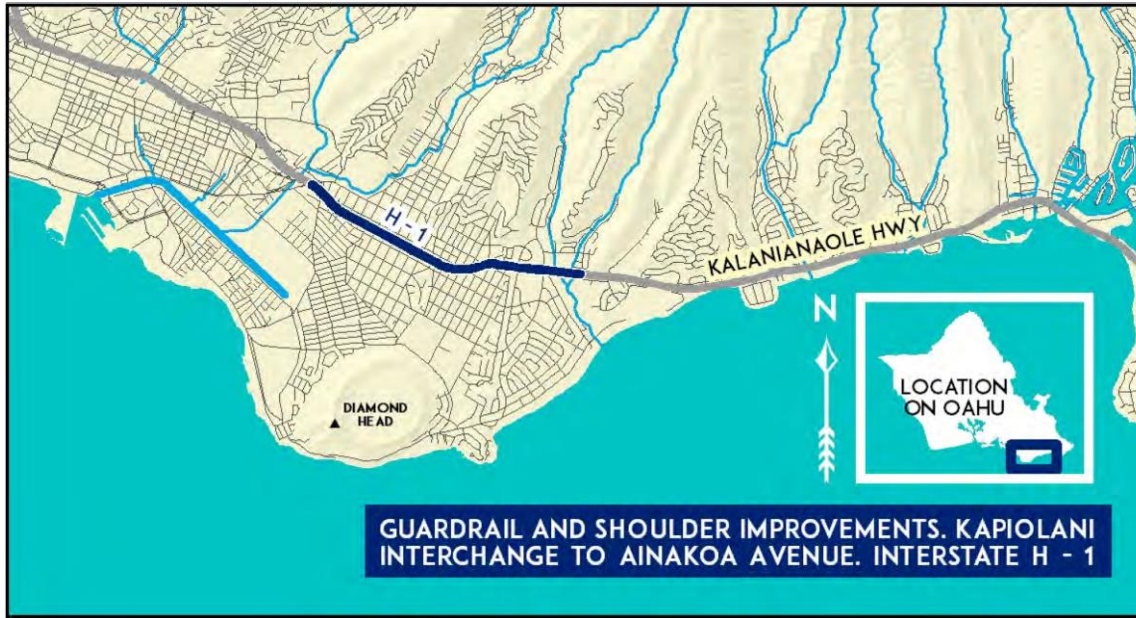 H - 1
KALANIANAOLE HWY
N
LOCATION
ON OAHU
DIAMOND
HEAD
GUARDRAIL AND SHOULDER IMPROVEMENTS. KAPIOLANI
INTERCHANGE TO AINAKOA AVENUE. INTERSTATE H - 1